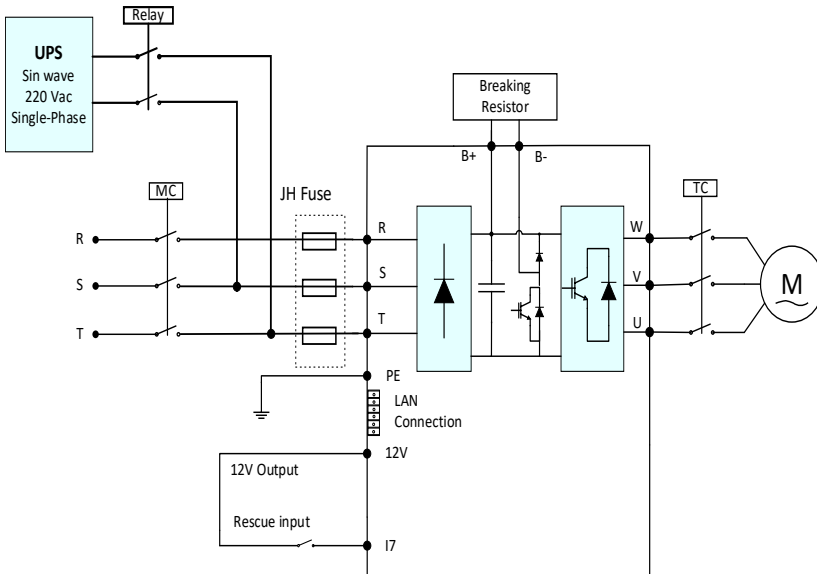 Relay
UPS
Sin wave
220 Vac
Single-Phase
Breaking
Resistor
B+
B-
MC
JH Fuse
TC
R
R
W
S
S
V
M
T
T
U
PE
LAN
Connection
12V
12V Output
Rescue input
I7